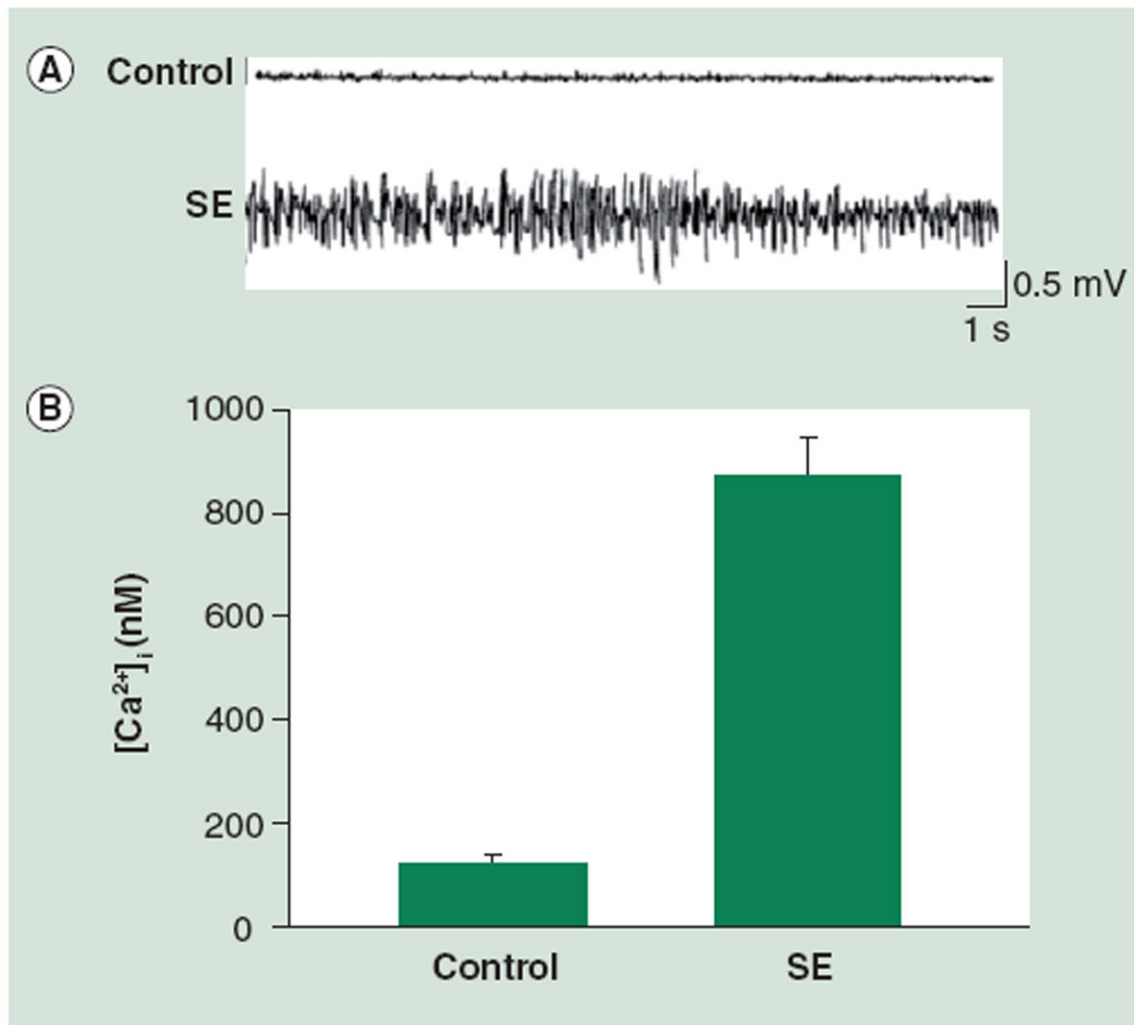 A
Control
SE
0.5 mV
1 s
B
1000
800
600
400
200
0
[Ca²⁺]ᵢ (nM)
Control
SE